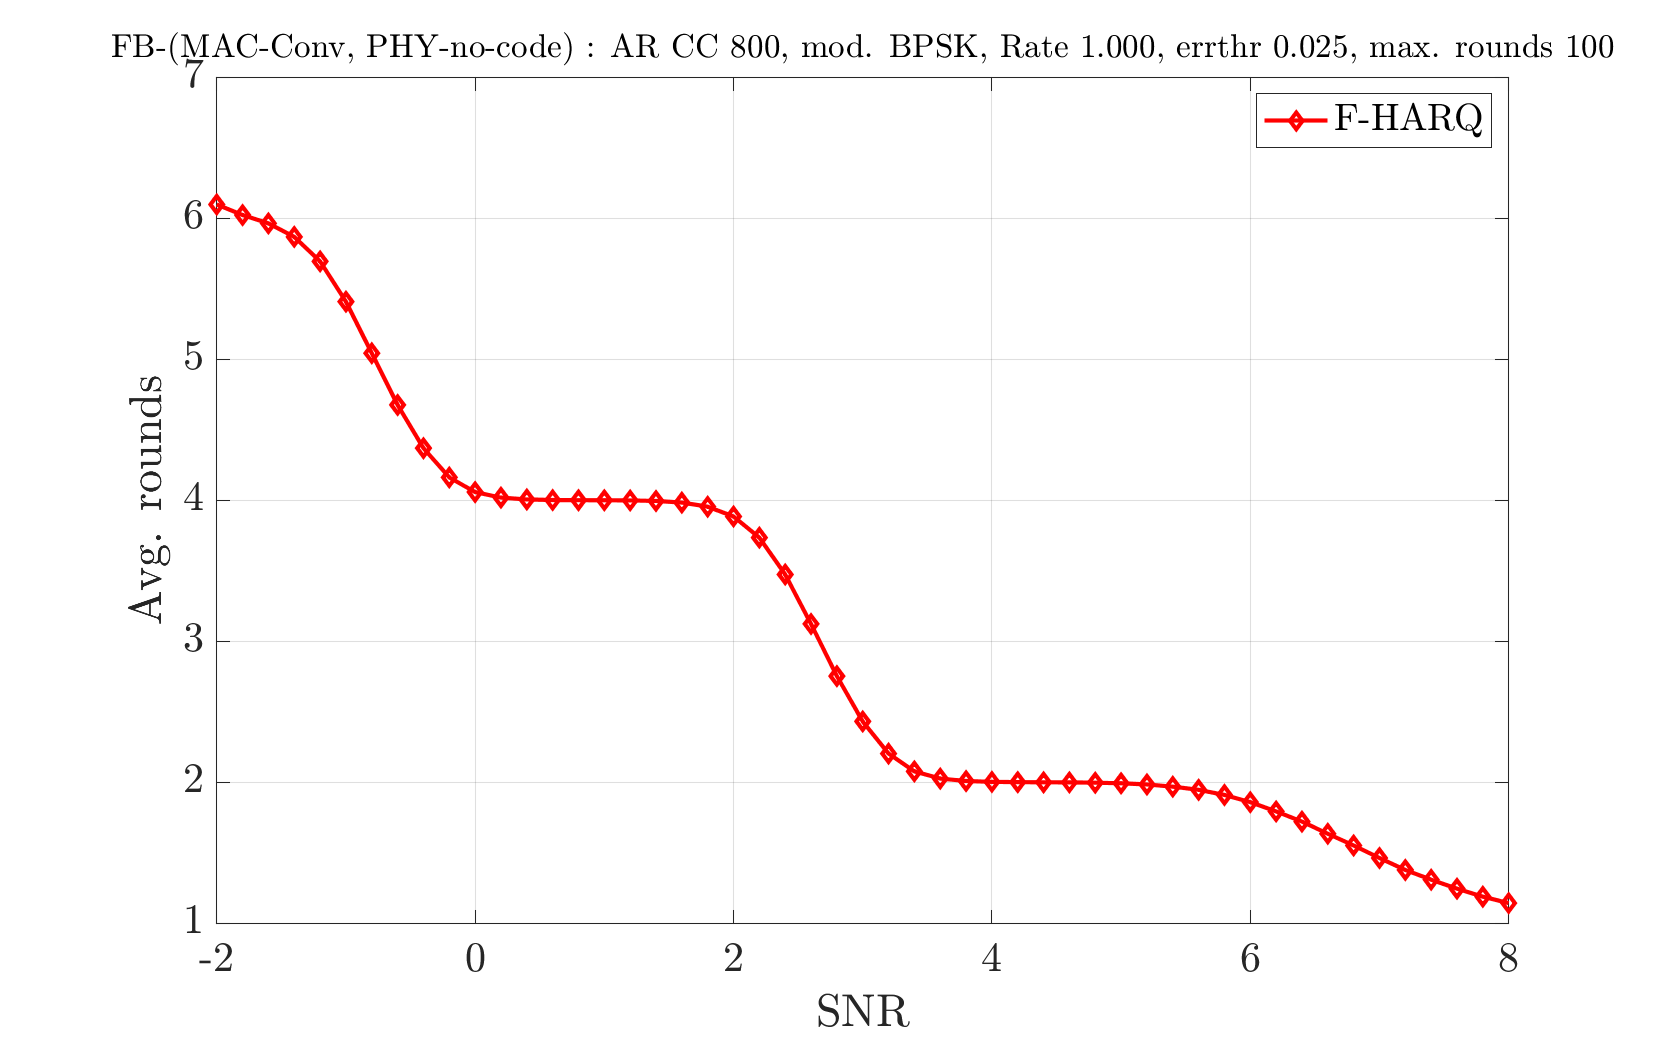 FB-(MAC-Conv, PHY-no-code) : AR CC 800, mod. BPSK, Rate 1.000, errthr 0.025, max. rounds 100
F-HARQ
7
6
5
4
3
2
1
Avg. rounds
-2 0 2 4 6 8
SNR